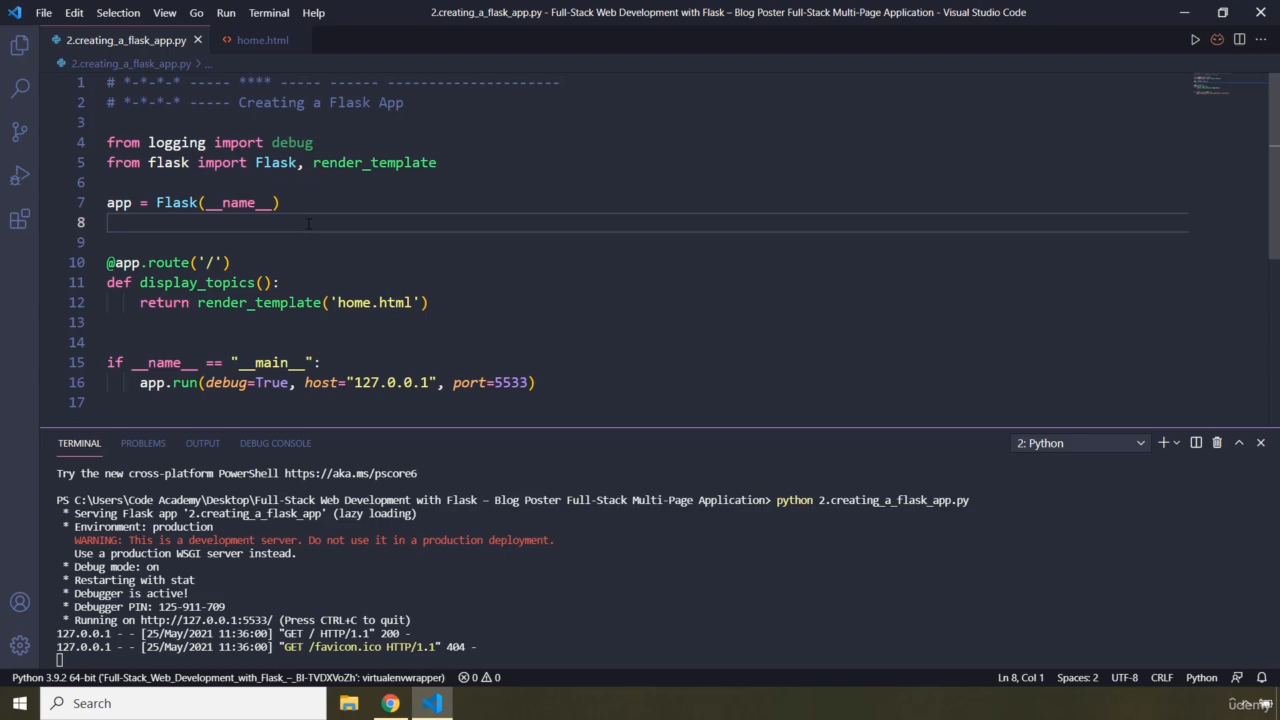 File Edit Selection View Go Run Terminal Help
2.creating_a_flask_app.py - Full-Stack Web Development with Flask – Blog Poster Full-Stack Multi-Page Application - Visual Studio Code
2.creating_a_flask_app.py home.html
2.creating_a_flask_app.py > ...
1 # *-*-*-* ----- **** ----- ------ ---------------------
2 # *-*-*-* ----- Creating a Flask App
3
4 from logging import debug
5 from flask import Flask, render_template
6
7 app = Flask(__name__)
8
9
10 @app.route('/')
11 def display_topics():
12 return render_template('home.html')
13
14
15 if __name__ == "__main__":
16 app.run(debug=True, host="127.0.0.1", port=5533)
17
TERMINAL PROBLEMS OUTPUT DEBUG CONSOLE 2: Python
Try the new cross-platform PowerShell https://aka.ms/pscore6
PS C:\Users\Code Academy\Desktop\Full-Stack Web Development with Flask – Blog Poster Full-Stack Multi-Page Application> python 2.creating_a_flask_app.py
* Serving Flask app '2.creating_a_flask_app' (lazy loading)
* Environment: production
WARNING: This is a development server. Do not use it in a production deployment.
Use a production WSGI server instead.
* Debug mode: on
* Restarting with stat
* Debugger is active!
* Debugger PIN: 125-911-709
* Running on http://127.0.0.1:5533/ (Press CTRL+C to quit)
127.0.0.1 - - [25/May/2021 11:36:00] "GET / HTTP/1.1" 200 -
127.0.0.1 - - [25/May/2021 11:36:00] "GET /favicon.ico HTTP/1.1" 404 -
Python 3.9.2 64-bit ('Full-Stack_Web_Development_with_Flask_–_BI-TVDXVoZh': virtualenvwrapper) 0 0 Ln 8, Col 1 Spaces: 2 UTF-8 CRLF Python
Search
udemy